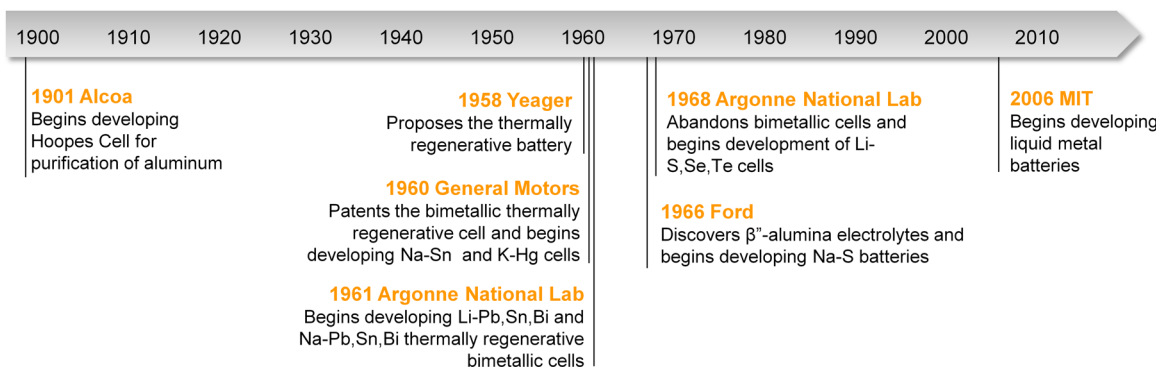 1900 1910 1920 1930 1940 1950 1960 1970 1980 1990 2000 2010
1901 Alcoa
Begins developing
Hoopes Cell for
purification of aluminum
1958 Yeager
Proposes the thermally
regenerative battery
1960 General Motors
Patents the bimetallic thermally
regenerative cell and begins
developing Na-Sn and K-Hg cells
1961 Argonne National Lab
Begins developing Li-Pb,Sn,Bi and
Na-Pb,Sn,Bi thermally regenerative
bimetallic cells
1968 Argonne National Lab
Abandons bimetallic cells and
begins development of Li-
S,Se,Te cells
1966 Ford
Discovers β”-alumina electrolytes and
begins developing Na-S batteries
2006 MIT
Begins developing
liquid metal
batteries